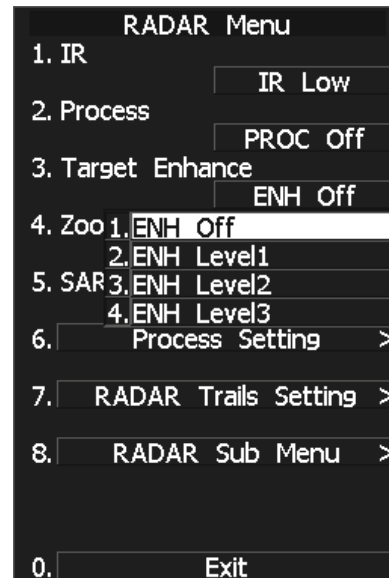 RADAR Menu
1. IR
IR Low
2. Process
PROC Off
3. Target Enhance
ENH Off
4. Zoo
1. ENH Off
2. ENH Level1
5. SAR
3. ENH Level2
4. ENH Level3
6. Process Setting >
7. RADAR Trails Setting >
8. RADAR Sub Menu >
0. Exit